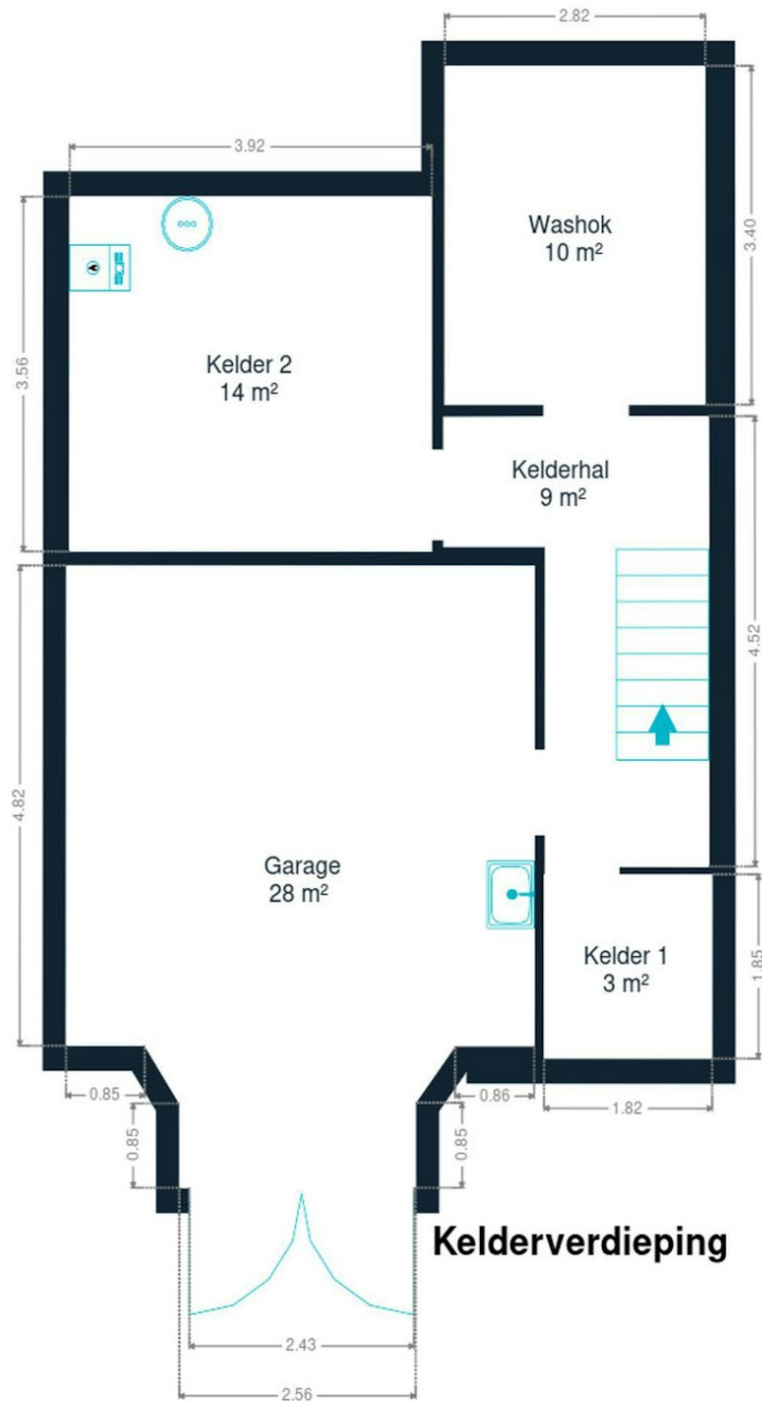 2.82
3.92
3.40
Washok
10 m²
3.56
Kelder 2
14 m²
Kelderhal
9 m²
4.52
4.82
Garage
28 m²
Kelder 1
3 m²
1.85
0.85
0.86
1.82
0.85
0.85
Kelderverdieping
2.43
2.56